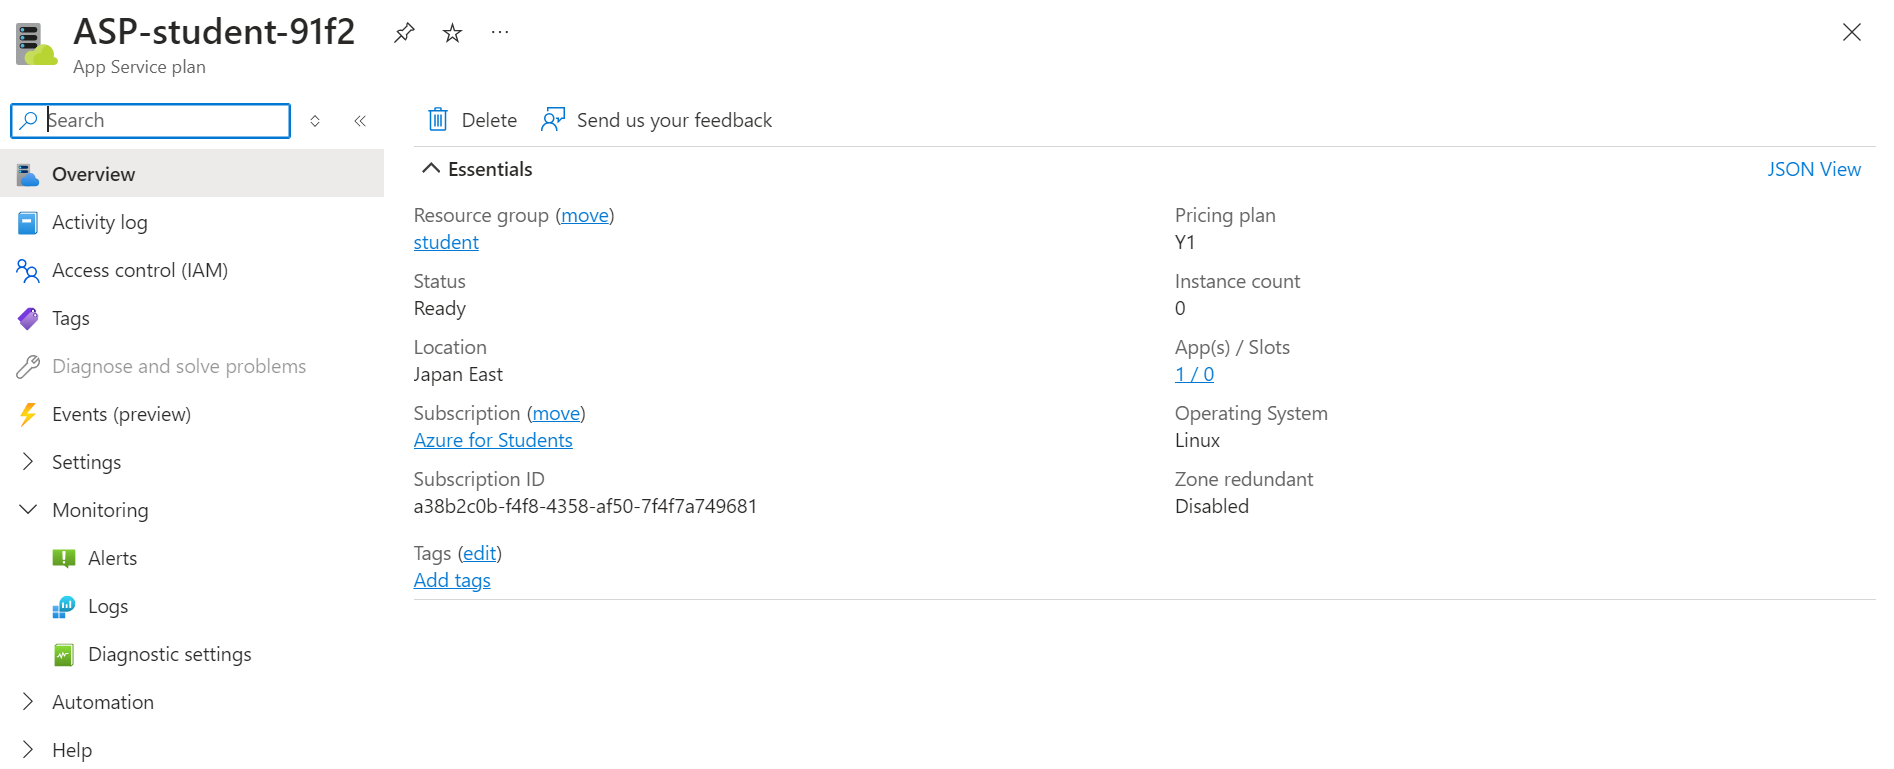 ASP-student-91f2
App Service plan
Search
Overview
Activity log
Access control (IAM)
Tags
Diagnose and solve problems
Events (preview)
Settings
Monitoring
Alerts
Logs
Diagnostic settings
Automation
Help
Delete
Send us your feedback
Essentials
JSON View
Resource group (move)
student
Status
Ready
Location
Japan East
Subscription (move)
Azure for Students
Subscription ID
a38b2c0b-f4f8-4358-af50-7f4f7a749681
Tags (edit)
Add tags
Pricing plan
Y1
Instance count
0
App(s) / Slots
1 / 0
Operating System
Linux
Zone redundant
Disabled